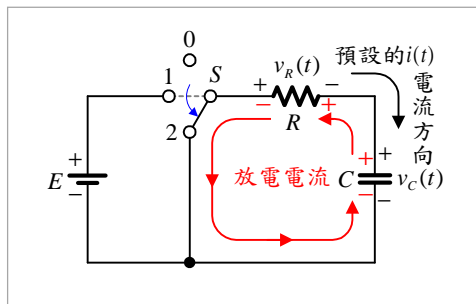 0
1
S
2
+ v_R(t) −
− +
R
預設的i(t)
電流方向
+
E
−
放電電流
C
+ +
v_C(t)
− −